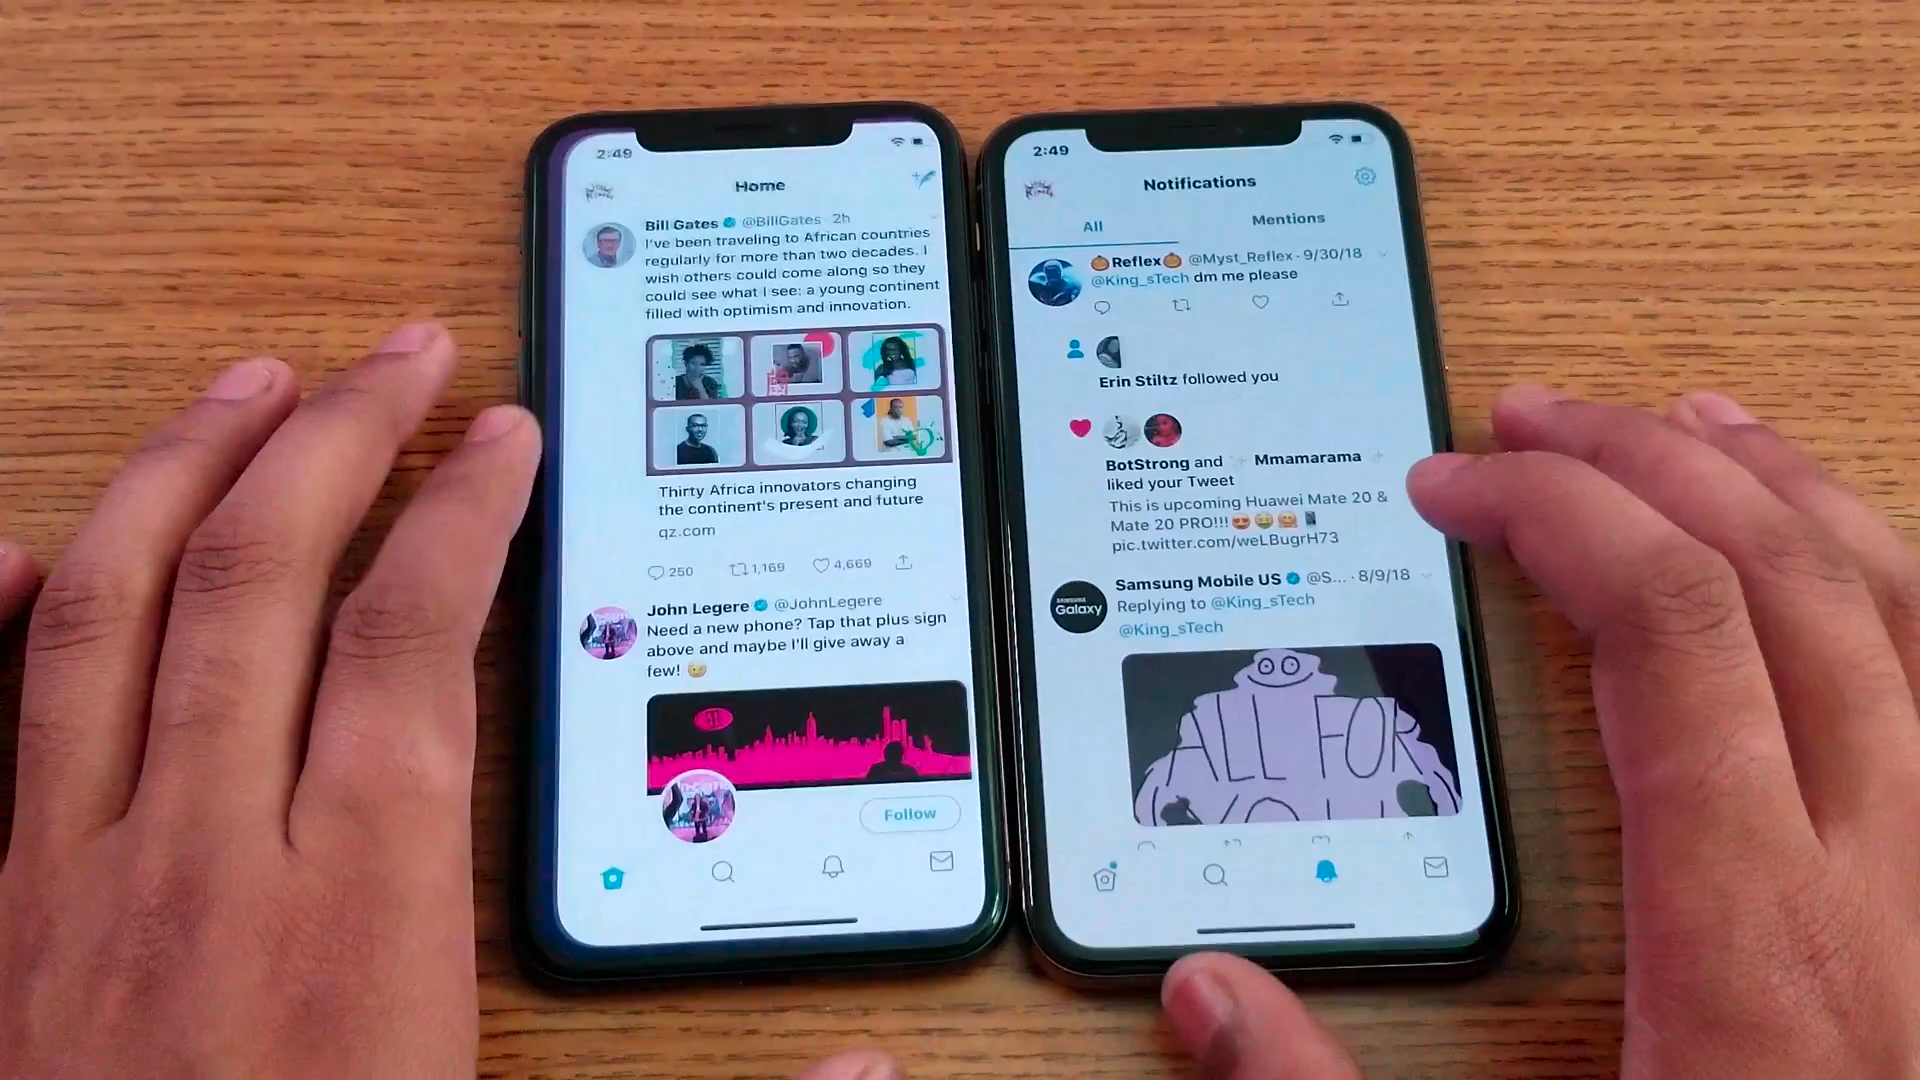 2:49
Home
Bill Gates @BillGates · 2h
I've been traveling to African countries
regularly for more than two decades. I
wish others could come along so they
could see what I see: a young continent
filled with optimism and innovation.
Thirty Africa innovators changing
the continent's present and future
qz.com
250 1,169 4,669
John Legere @JohnLegere
Need a new phone? Tap that plus sign
above and maybe I'll give away a
few! 😉
Follow
2:49
Notifications
All Mentions
🎃Reflex🎃 @Myst_Reflex · 9/30/18
@King_sTech dm me please
Erin Stiltz followed you
BotStrong and Mmamarama
liked your Tweet
This is upcoming Huawei Mate 20 &
Mate 20 PRO!!!😍🤑🤗📱
pic.twitter.com/weLBugrH73
Samsung Mobile US @S... · 8/9/18
Replying to @King_sTech
@King_sTech
SAMSUNG
Galaxy
ALL FOR
YOU